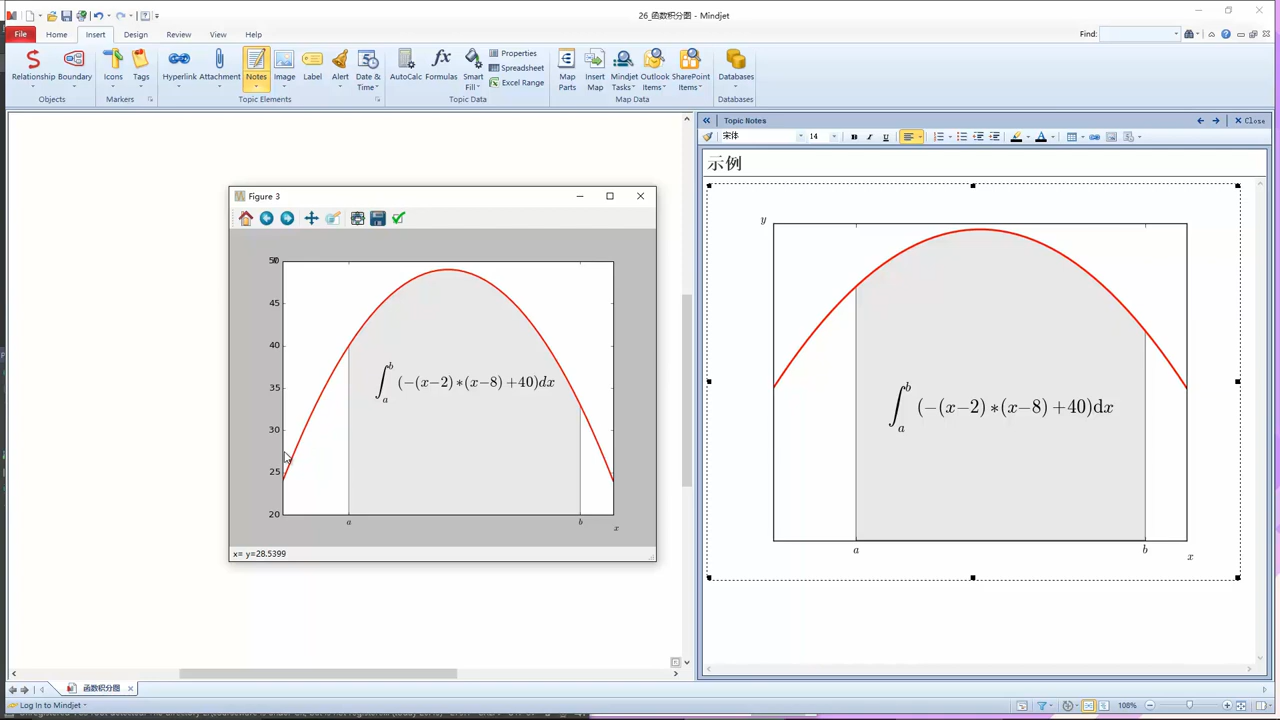 26_函数积分图 - Mindjet
File Home Insert Design Review View Help Find:
Relationship Boundary Icons Tags Hyperlink Attachment Notes Image Label Alert Date & Time AutoCalc Formulas Smart Fill Properties Spreadsheet Excel Range Map Parts Insert Map Mindjet Tasks Outlook Items SharePoint Items Databases
Objects Markers Topic Elements Topic Data Map Data Databases
Topic Notes Close
宋体 14
示例
Figure 3
50
45
40
35
30
25
20
∫_a^b (−(x−2)∗(x−8)+40)dx
a b
x
x= y=28.5399
y
∫_a^b (−(x−2)∗(x−8)+40)dx
a b
x
函数积分图
Log In to Mindjet
108%